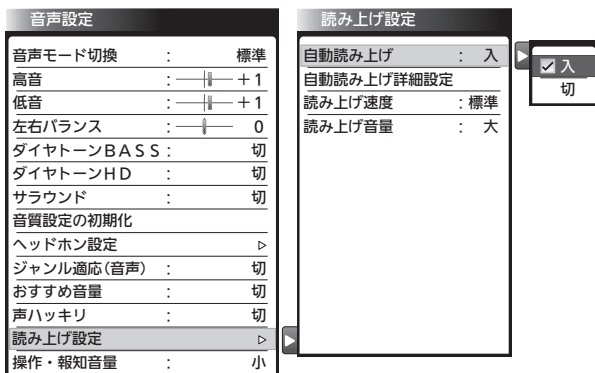 音声設定
音声モード切換 : 標準
高音 : +1
低音 : +1
左右バランス : 0
ダイヤトーンBASS : 切
ダイヤトーンHD : 切
サラウンド : 切
音質設定の初期化
ヘッドホン設定
ジャンル適応(音声) : 切
おすすめ音量 : 切
声ハッキリ : 切
読み上げ設定
操作・報知音量 : 小
読み上げ設定
自動読み上げ : 入
自動読み上げ詳細設定
読み上げ速度 : 標準
読み上げ音量 : 大
入
切